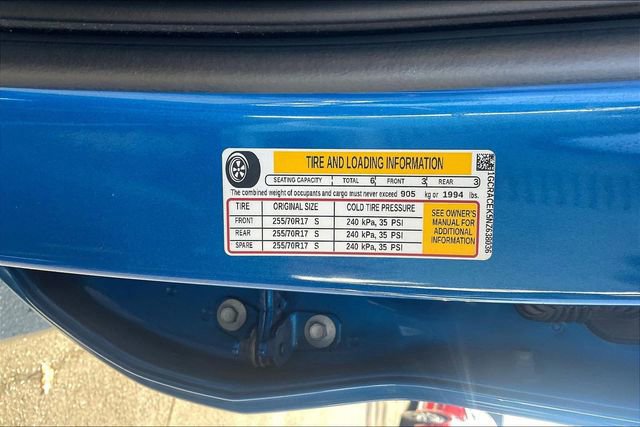 TIRE AND LOADING INFORMATION
SEATING CAPACITY TOTAL 6 FRONT 3 REAR 3
The combined weight of occupants and cargo must never exceed 905 kg or 1994 lbs.
TIRE ORIGINAL SIZE COLD TIRE PRESSURE
FRONT 255/70R17 S 240 kPa, 35 PSI
REAR 255/70R17 S 240 kPa, 35 PSI
SPARE 255/70R17 S 240 kPa, 35 PSI
SEE OWNER'S
MANUAL FOR
ADDITIONAL
INFORMATION